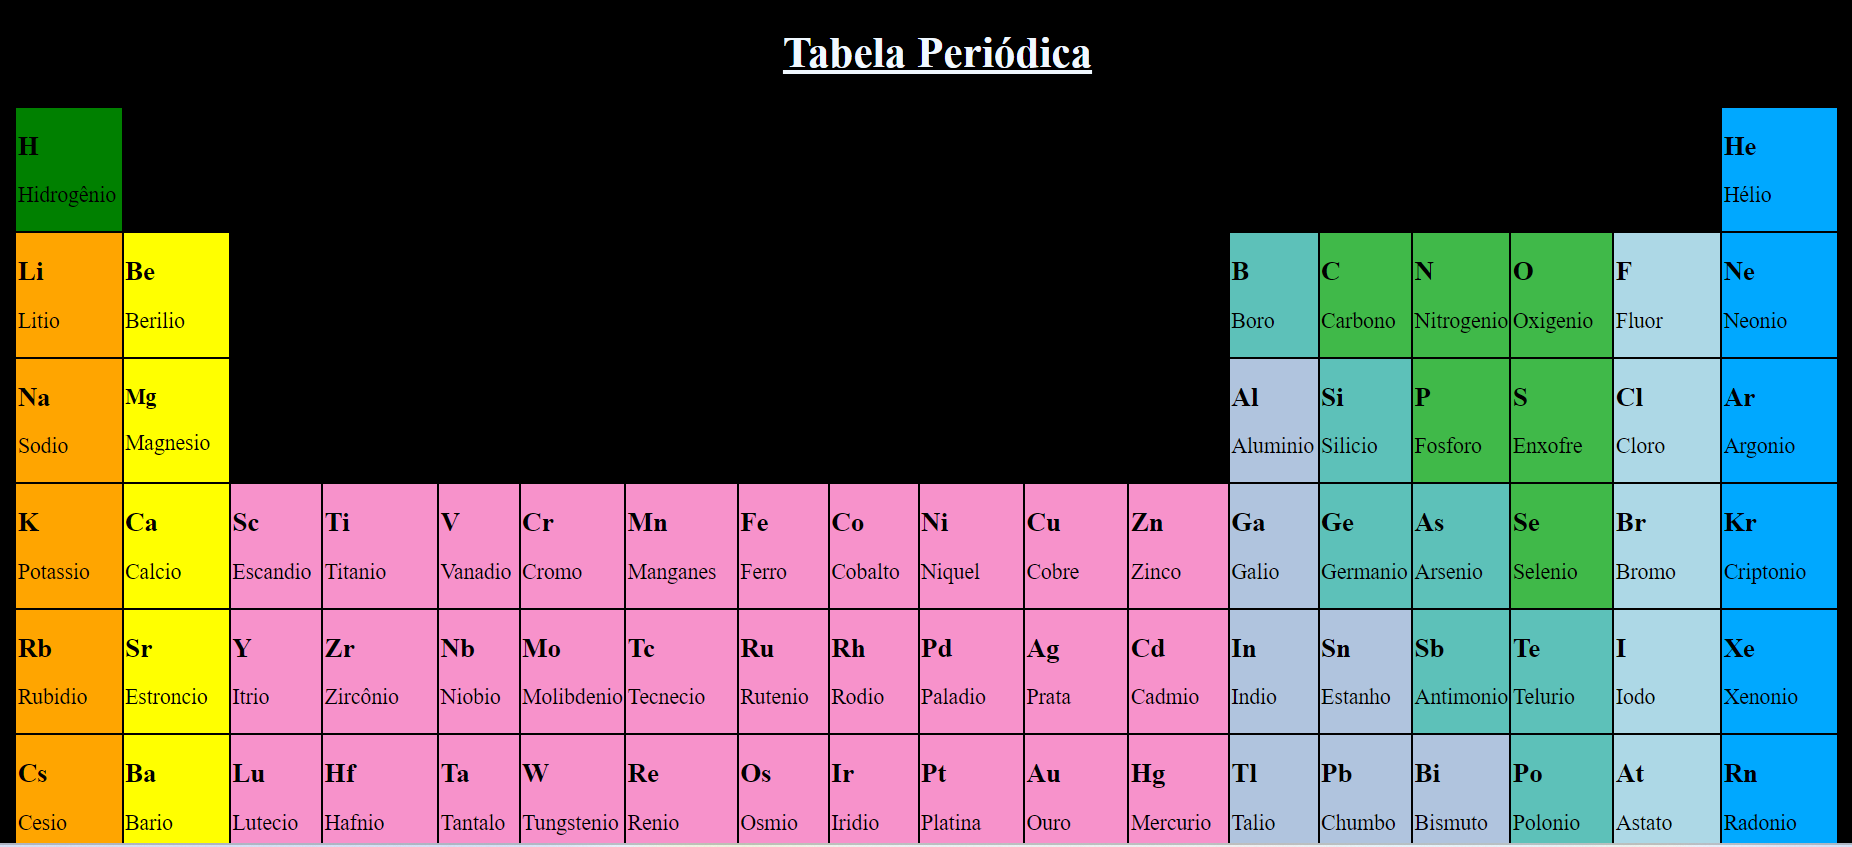 Tabela Periódica
H He
Hidrogênio Hélio
Li Be B C N O F Ne
Litio Berilio Boro Carbono Nitrogenio Oxigenio Fluor Neonio
Na Mg Al Si P S Cl Ar
Sodio Magnesio Aluminio Silicio Fosforo Enxofre Cloro Argonio
K Ca Sc Ti V Cr Mn Fe Co Ni Cu Zn Ga Ge As Se Br Kr
Potassio Calcio Escandio Titanio Vanadio Cromo Manganes Ferro Cobalto Niquel Cobre Zinco Galio Germanio Arsenio Selenio Bromo Criptonio
Rb Sr Y Zr Nb Mo Tc Ru Rh Pd Ag Cd In Sn Sb Te I Xe
Rubidio Estroncio Itrio Zircônio Niobio Molibdenio Tecnecio Rutenio Rodio Paladio Prata Cadmio Indio Estanho Antimonio Telurio Iodo Xenonio
Cs Ba Lu Hf Ta W Re Os Ir Pt Au Hg Tl Pb Bi Po At Rn
Cesio Bario Lutecio Hafnio Tantalo Tungstenio Renio Osmio Iridio Platina Ouro Mercurio Talio Chumbo Bismuto Polonio Astato Radonio